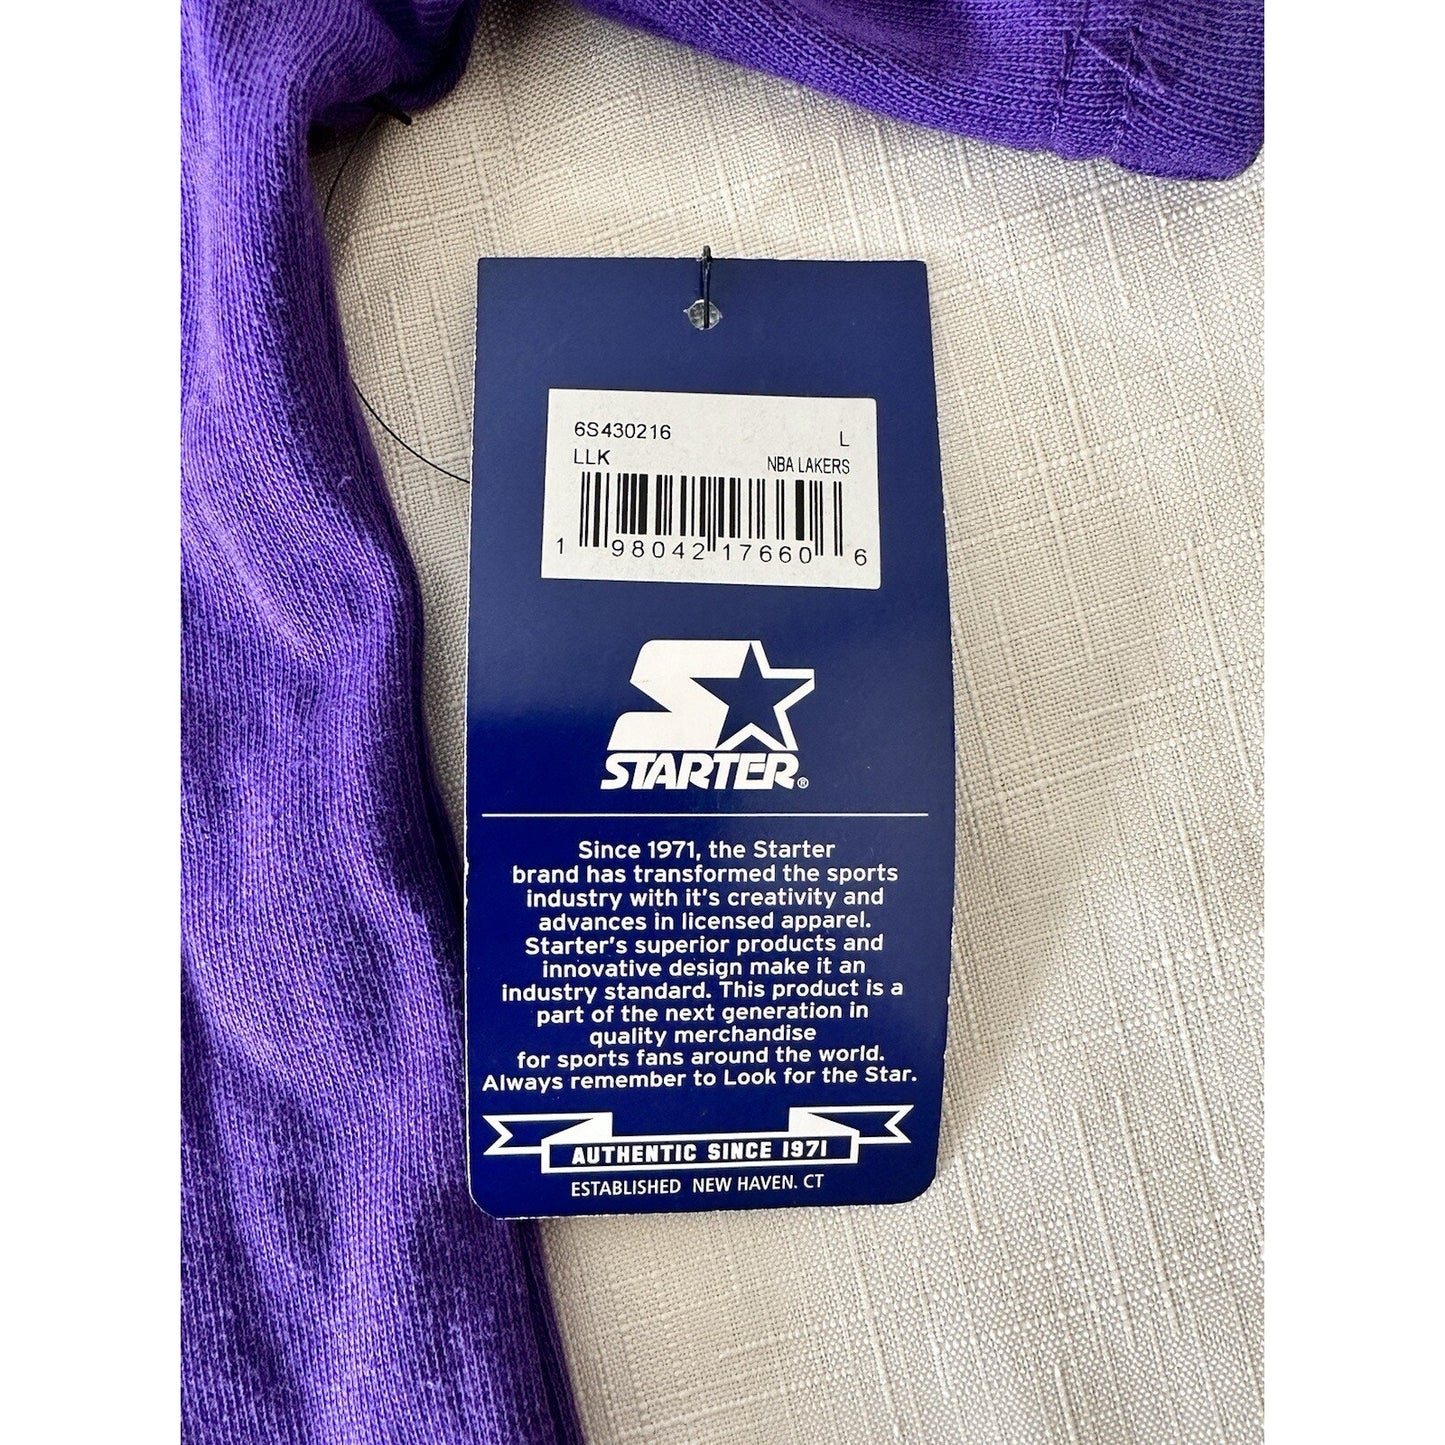 6S430216 L
LLK NBA LAKERS
1 98042 17660 6
STARTER®
Since 1971, the Starter
brand has transformed the sports
industry with it's creativity and
advances in licensed apparel.
Starter's superior products and
innovative design make it an
industry standard. This product is a
part of the next generation in
quality merchandise
for sports fans around the world.
Always remember to Look for the Star.
AUTHENTIC SINCE 1971
ESTABLISHED NEW HAVEN. CT